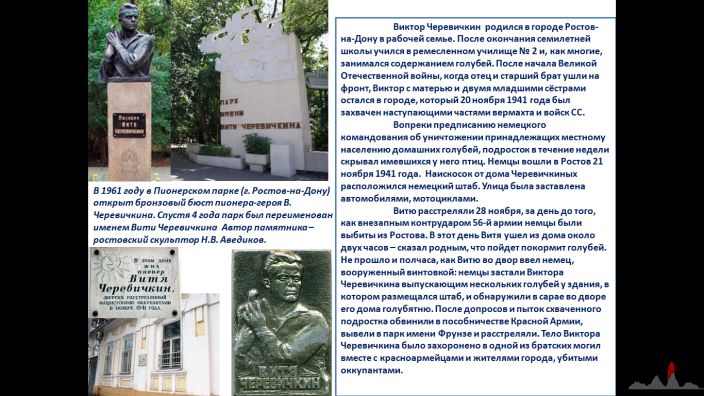 Пионеру
ВИТЕ
ЧЕРЕВИЧКИНУ
ПАРК
ИМЕНИ
ВИТИ ЧЕРЕВИЧКИНА
В 1961 году в Пионерском парке (г. Ростов-на-Дону)
открыт бронзовый бюст пионера-героя В.
Черевичкина. Спустя 4 года парк был переименован
именем Вити Черевичкина  Автор памятника –
ростовский скульптор Н.В. Аведиков.
В ЭТОМ ДОМЕ
ЖИЛ
пионер
Витя
Черевичкин.
ЗВЕРСКИ РАССТРЕЛЯННЫЙ
ФАШИСТСКИМИ ОККУПАНТАМИ
В НОЯБРЕ 1941 ГОДА.
ВИТЯ
ЧЕРЕВИЧКИН
Виктор Черевичкин  родился в городе Ростов-
на-Дону в рабочей семье. После окончания семилетней
школы учился в ремесленном училище № 2 и, как многие,
занимался содержанием голубей. После начала Великой
Отечественной войны, когда отец и старший брат ушли на
фронт, Виктор с матерью и двумя младшими сёстрами
остался в городе, который 20 ноября 1941 года был
захвачен наступающими частями вермахта и войск СС.
Вопреки предписанию немецкого
командования об уничтожении принадлежащих местному
населению домашних голубей, подросток в течение недели
скрывал имевшихся у него птиц. Немцы вошли в Ростов 21
ноября 1941 года.  Наискосок от дома Черевичкиных
расположился немецкий штаб. Улица была заставлена
автомобилями, мотоциклами.
Витю расстреляли 28 ноября, за день до того,
как внезапным контрударом 56-й армии немцы были
выбиты из Ростова. В этот день Витя ушел из дома около
двух часов – сказал родным, что пойдет покормит голубей.
Не прошло и полчаса, как Витю во двор ввел немец,
вооруженный винтовкой: немцы застали Виктора
Черевичкина выпускающим нескольких голубей у здания, в
котором размещался штаб, и обнаружили в сарае во дворе
его дома голубятню. После допросов и пыток схваченного
подростка обвинили в пособничестве Красной Армии,
вывели в парк имени  Фрунзе и расстреляли. Тело Виктора
Черевичкина было захоронено в одной из братских могил
вместе с  красноармейцами и жителями города, убитыми
оккупантами.